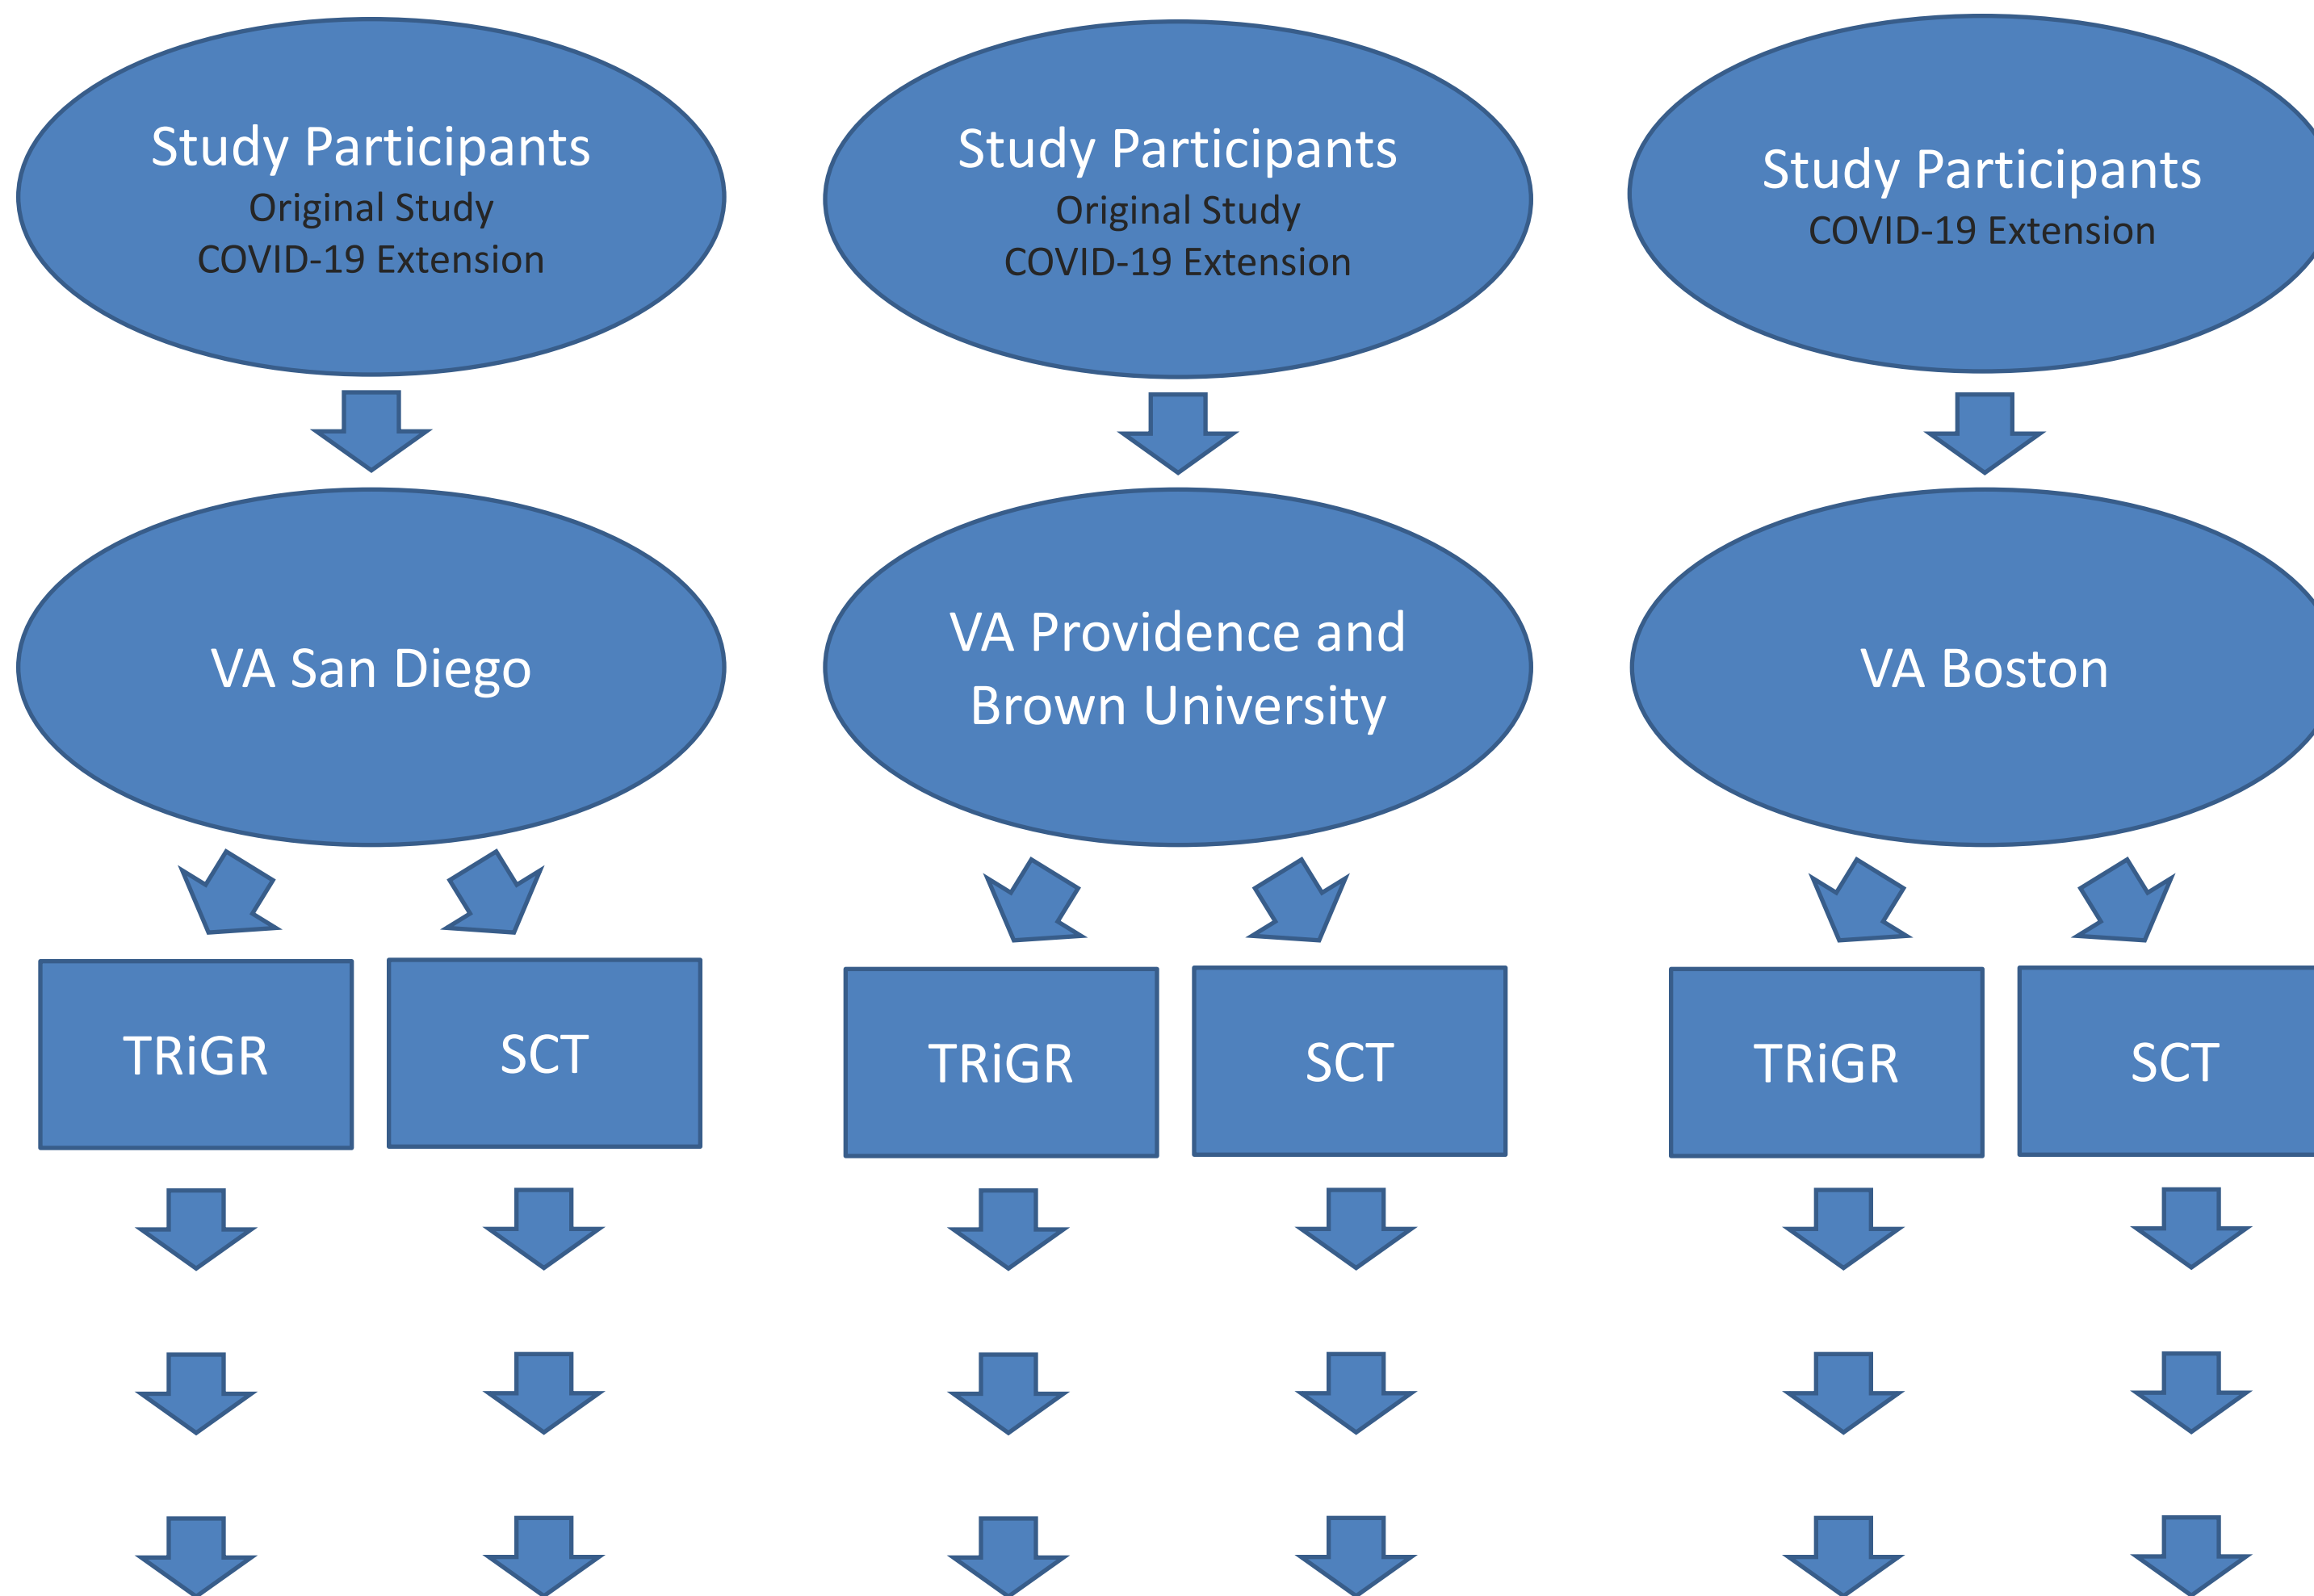 Study Participants
Original Study
COVID-19 Extension
Study Participants
Original Study
COVID-19 Extension
Study Participants
COVID-19 Extension
VA San Diego
VA Providence and
Brown University
VA Boston
TRiGR
SCT
TRiGR
SCT
TRiGR
SCT